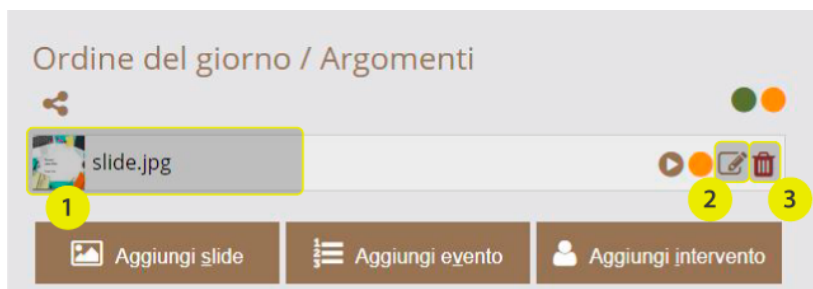 Ordine del giorno / Argomenti
slide.jpg
1
2
3
Aggiungi slide
Aggiungi evento
Aggiungi intervento